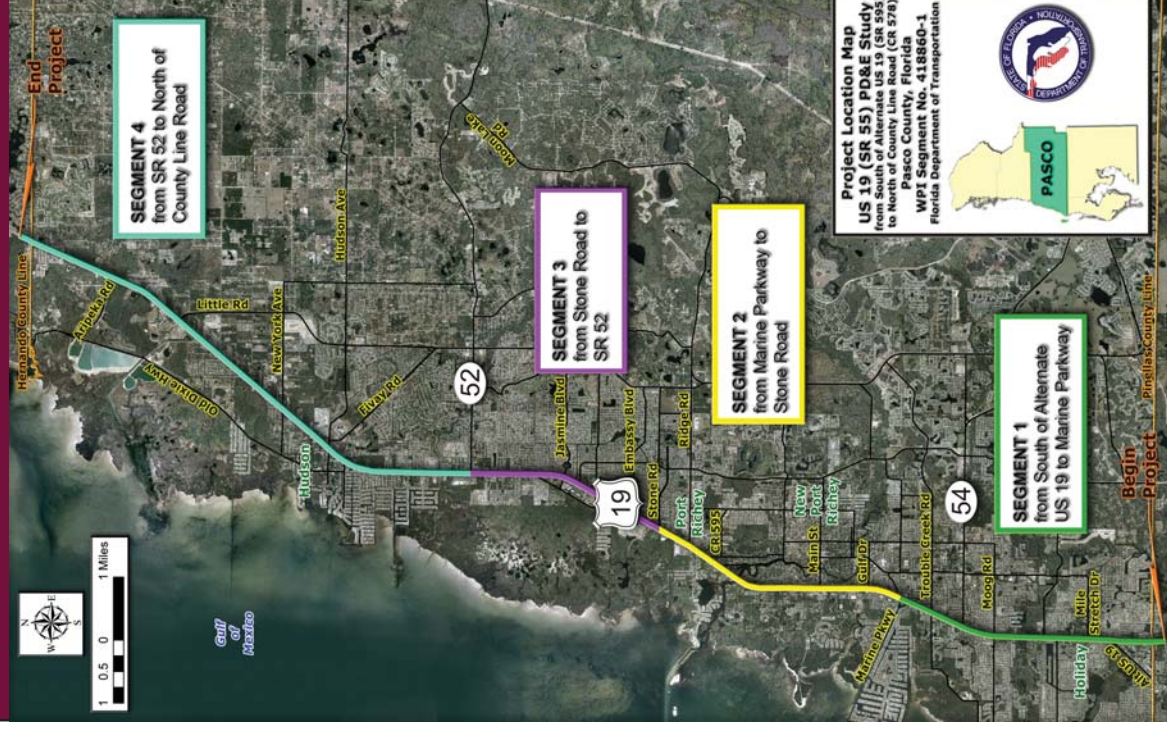 End
Project
Hernando County Line
SEGMENT 4
from SR 52 to North of
County Line Road
Aripeka Rd
Old Dixie Hwy
Little Rd
New York Ave
Hudson Ave
Hudson
Fivay Rd
Moon Lake
Rd
52
N
W
E
S
1
0.5
0
1 Miles
Gulf
of
Mexico
SEGMENT 3
from Stone Road to
SR 52
Jasmine Blvd
Embassy Blvd
19
Stone Rd
Ridge Rd
Port
Richey
CR 595
SEGMENT 2
from Marine Parkway to
Stone Road
New
Port
Richey
Main St
Gulf Dr
Marine Pkwy
Trouble Creek Rd
54
Moog Rd
SEGMENT 1
from South of Alternate
US 19 to Marine Parkway
Mile
Stretch Dr
Holiday
Alt US 19
Begin
Project
Pinellas County Line
Project Location Map
US 19 (SR 55) PD&E Study
from South of Alternate US 19 (SR 595)
to North of County Line Road (CR 578)
Pasco County, Florida
WPI Segment No. 418860-1
Florida Department of Transportation
PASCO
STATE OF FLORIDA
DEPARTMENT OF TRANSPORTATION